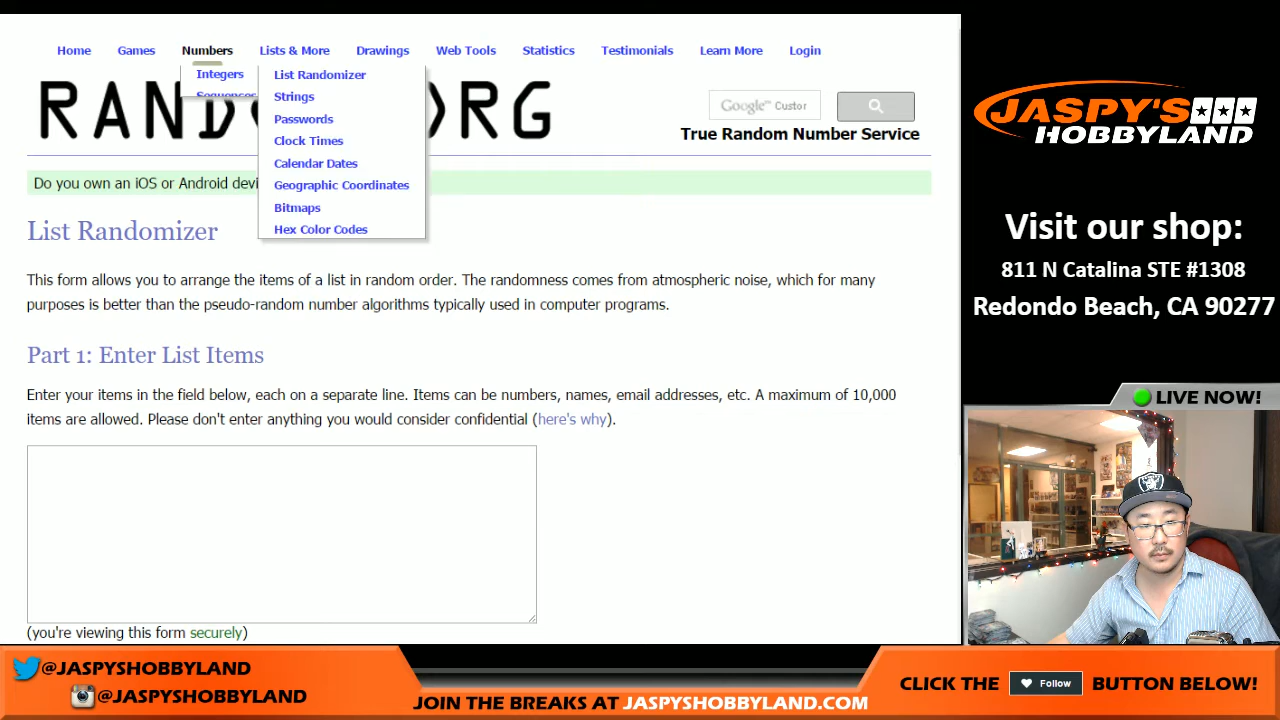 Home Games Numbers Lists & More Drawings Web Tools Statistics Testimonials Learn More Login
Integers
Sequences
List Randomizer
Strings
Passwords
Clock Times
Calendar Dates
Geographic Coordinates
Bitmaps
Hex Color Codes
RANDO ORG
Google™ Custor
True Random Number Service
Do you own an iOS or Android devi
List Randomizer
This form allows you to arrange the items of a list in random order. The randomness comes from atmospheric noise, which for many
purposes is better than the pseudo-random number algorithms typically used in computer programs.
Part 1: Enter List Items
Enter your items in the field below, each on a separate line. Items can be numbers, names, email addresses, etc. A maximum of 10,000
items are allowed. Please don't enter anything you would consider confidential (here's why).
(you're viewing this form securely)
JASPY'S
HOBBYLAND
Visit our shop:
811 N Catalina STE #1308
Redondo Beach, CA 90277
LIVE NOW!
@JASPYSHOBBYLAND
@JASPYSHOBBYLAND
JOIN THE BREAKS AT JASPYSHOBBYLAND.COM
CLICK THE Follow BUTTON BELOW!